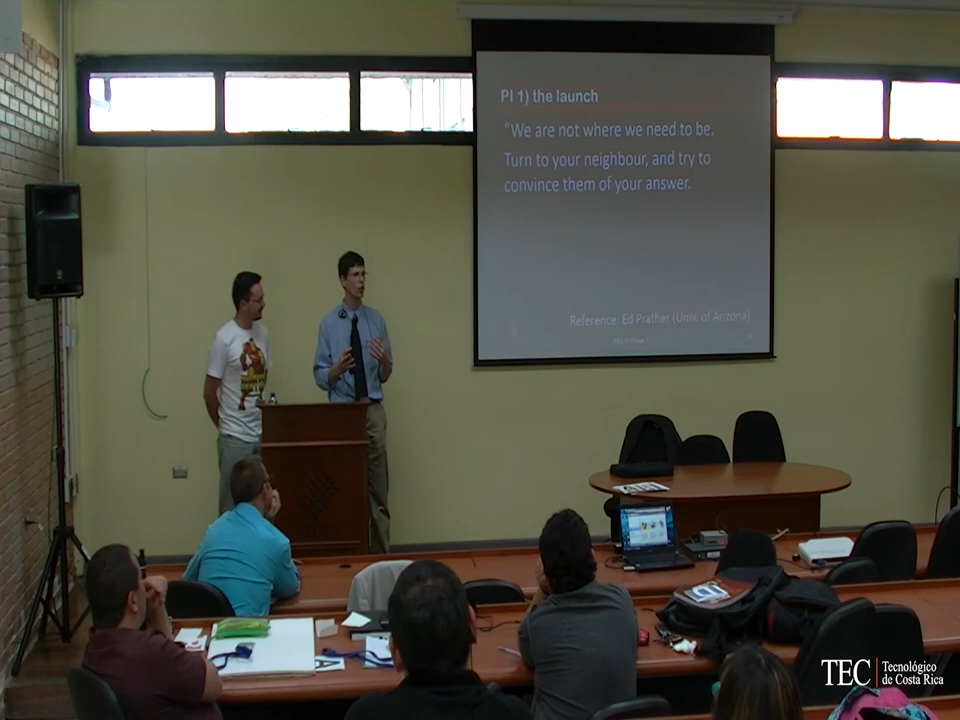 PI 1) the launch
"We are not where we need to be.
Turn to your neighbour, and try to
convince them of your answer.
Reference: Ed Prather (Univ. of Arizona)
A
TEC | Tecnológico
de Costa Rica